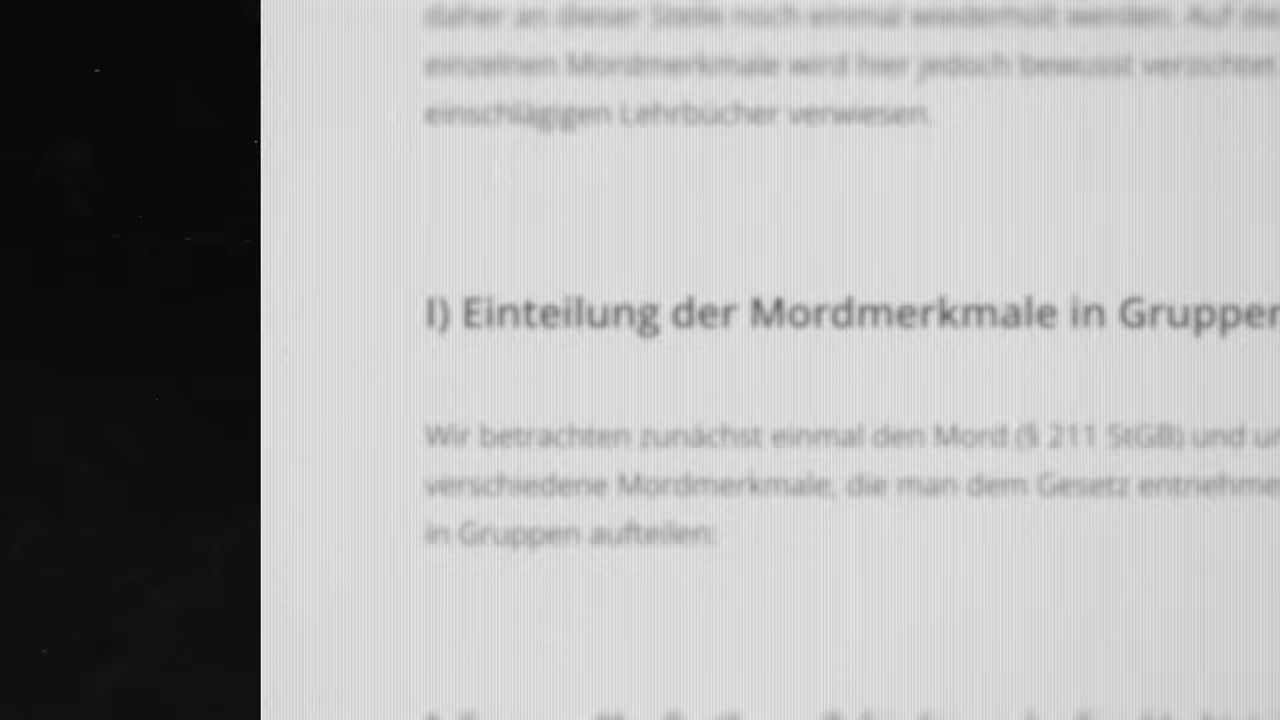 daher an dieser Stelle noch einmal wiederholt werden. Auf die
einzelnen Mordmerkmale wird hier jedoch bewusst verzichtet
einschlägigen Lehrbücher verwiesen.
I) Einteilung der Mordmerkmale in Gruppen
Wir betrachten zunächst einmal den Mord (§ 211 StGB) und
verschiedene Mordmerkmale, die man dem Gesetz entnehme
in Gruppen aufteilen: